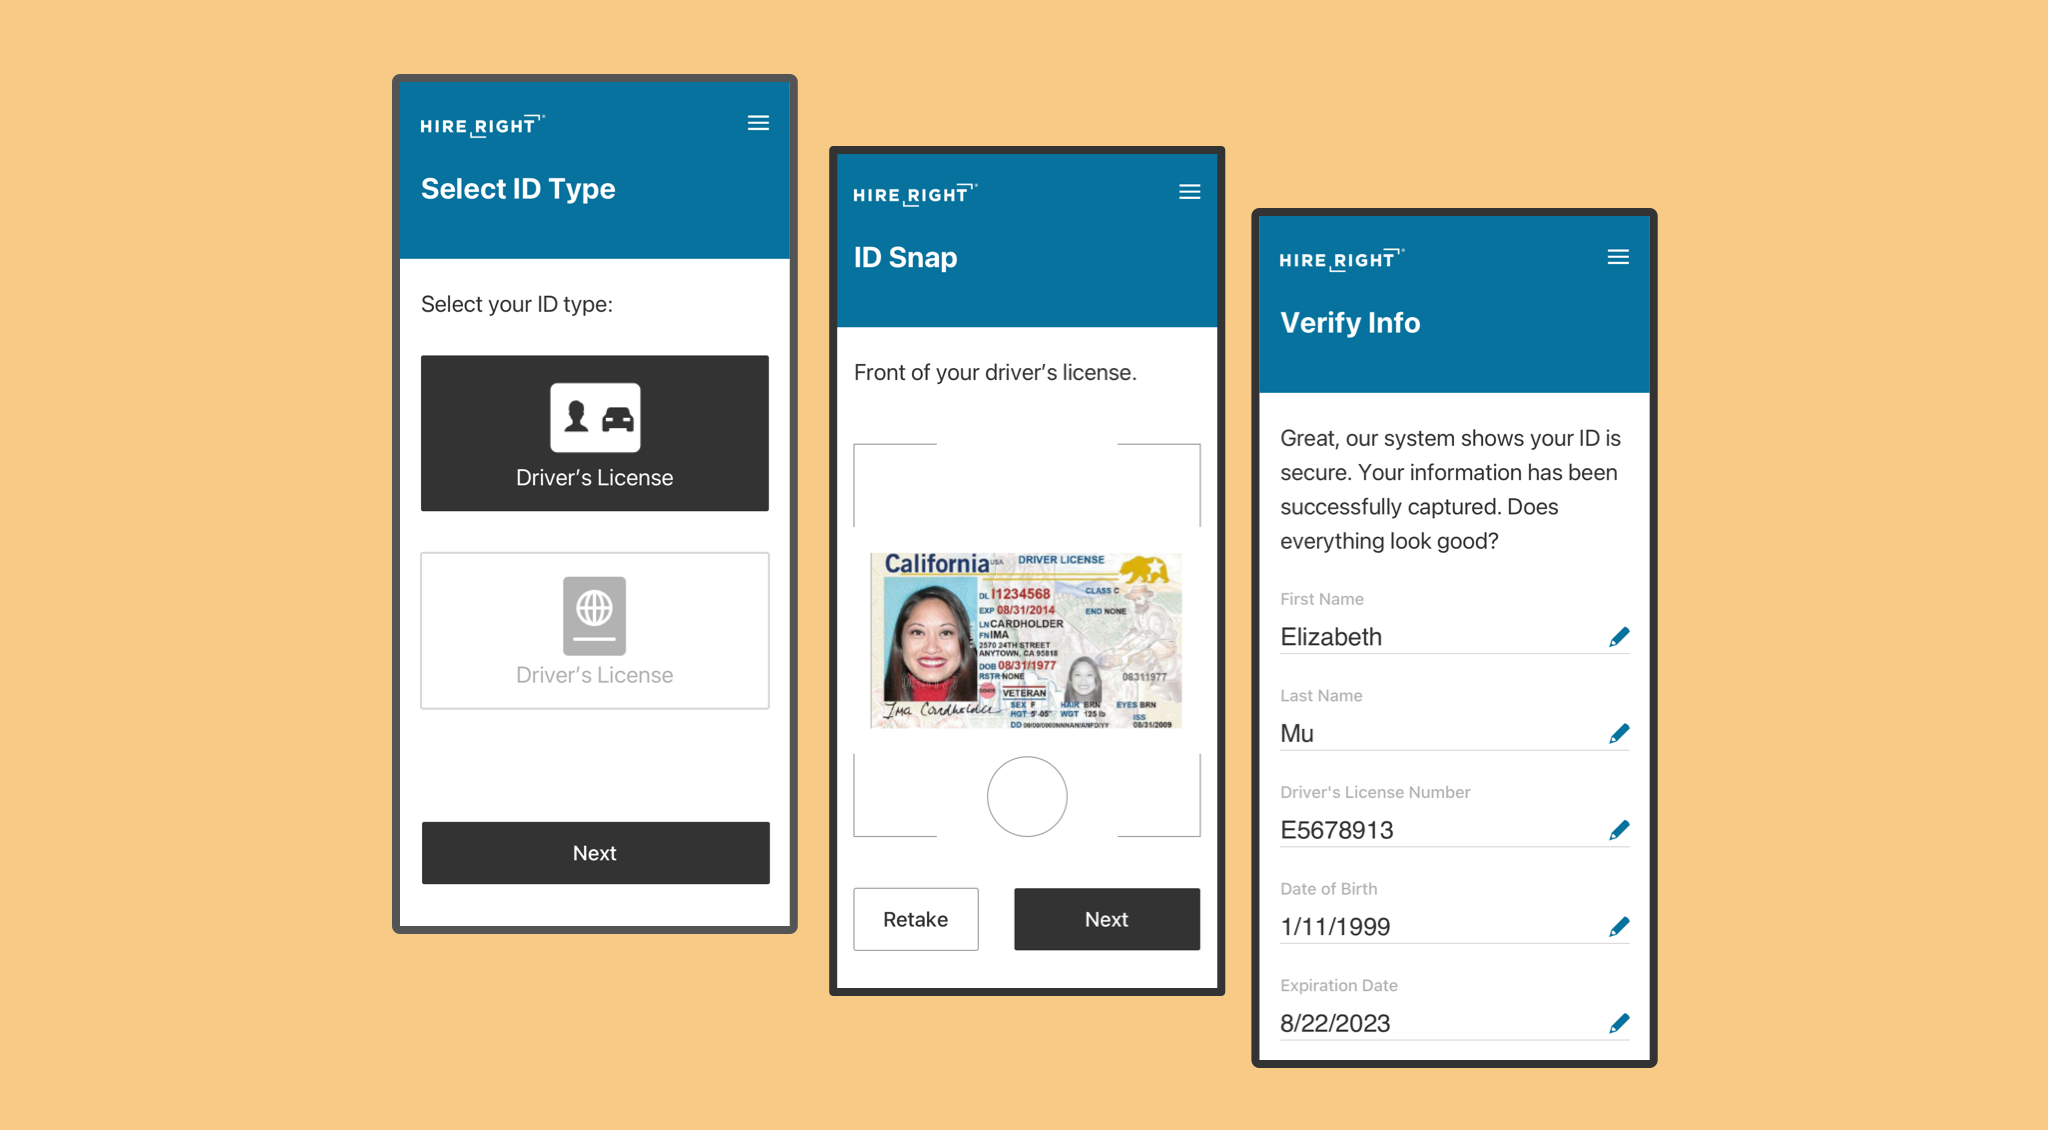 HIRE RIGHT
Select ID Type
Select your ID type:
Driver’s License
Driver’s License
Next
HIRE RIGHT
ID Snap
Front of your driver’s license.
California USA DRIVER LICENSE
DL I1234568 CLASS C
EXP 08/31/2014 END NONE
LN CARDHOLDER
FN IMA
2570 24TH STREET
ANYTOWN, CA 95818
DOB 08/31/1977
RSTR NONE 08311977
DONOR VETERAN
Ima Cardholder
SEX F HAIR BRN EYES BRN
HGT 5'-05" WGT 125 lb ISS
DD 00/00/0000NNNAN/ANFD/YY 08/31/2009
Retake
Next
HIRE RIGHT
Verify Info
Great, our system shows your ID is
secure. Your information has been
successfully captured. Does
everything look good?
First Name
Elizabeth
Last Name
Mu
Driver's License Number
E5678913
Date of Birth
1/11/1999
Expiration Date
8/22/2023